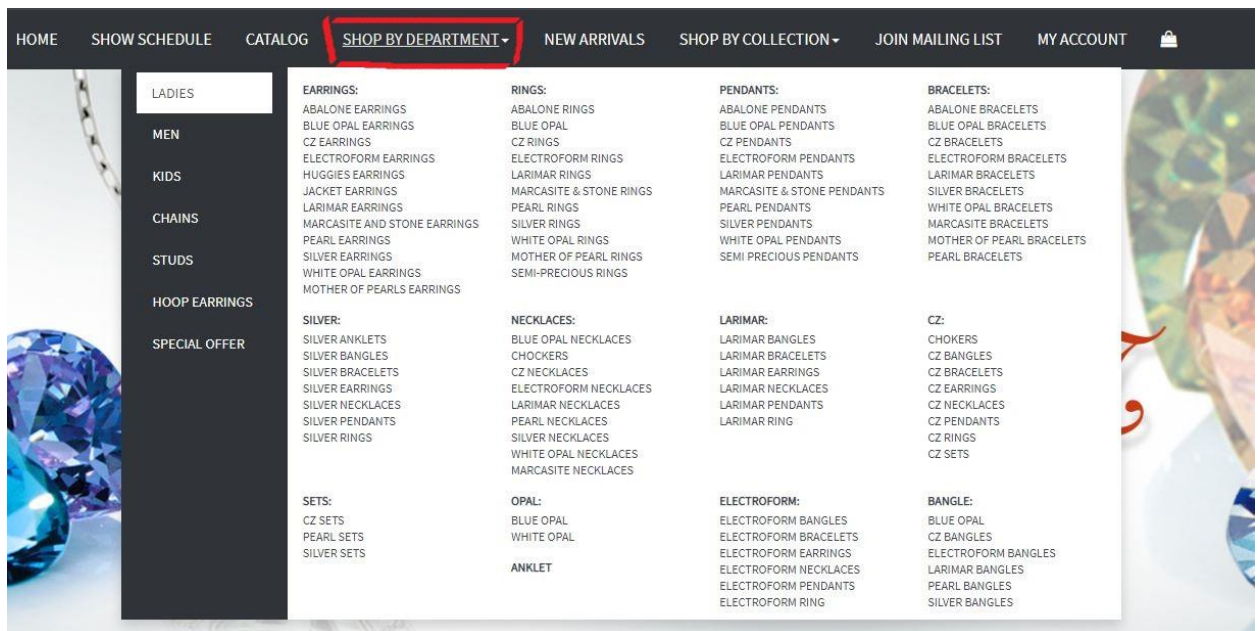 HOME SHOW SCHEDULE CATALOG SHOP BY DEPARTMENT NEW ARRIVALS SHOP BY COLLECTION JOIN MAILING LIST MY ACCOUNT
LADIES
MEN
KIDS
CHAINS
STUDS
HOOP EARRINGS
SPECIAL OFFER
EARRINGS:
ABALONE EARRINGS
BLUE OPAL EARRINGS
CZ EARRINGS
ELECTROFORM EARRINGS
HUGGIES EARRINGS
JACKET EARRINGS
LARIMAR EARRINGS
MARCASITE AND STONE EARRINGS
PEARL EARRINGS
SILVER EARRINGS
WHITE OPAL EARRINGS
MOTHER OF PEARLS EARRINGS
RINGS:
ABALONE RINGS
BLUE OPAL
CZ RINGS
ELECTROFORM RINGS
LARIMAR RINGS
MARCASITE & STONE RINGS
PEARL RINGS
SILVER RINGS
WHITE OPAL RINGS
MOTHER OF PEARL RINGS
SEMI-PRECIOUS RINGS
PENDANTS:
ABALONE PENDANTS
BLUE OPAL PENDANTS
CZ PENDANTS
ELECTROFORM PENDANTS
LARIMAR PENDANTS
MARCASITE & STONE PENDANTS
PEARL PENDANTS
SILVER PENDANTS
WHITE OPAL PENDANTS
SEMI PRECIOUS PENDANTS
BRACELETS:
ABALONE BRACELETS
BLUE OPAL BRACELETS
CZ BRACELETS
ELECTROFORM BRACELETS
LARIMAR BRACELETS
SILVER BRACELETS
WHITE OPAL BRACELETS
MARCASITE BRACELETS
MOTHER OF PEARL BRACELETS
PEARL BRACELETS
SILVER:
SILVER ANKLETS
SILVER BANGLES
SILVER BRACELETS
SILVER EARRINGS
SILVER NECKLACES
SILVER PENDANTS
SILVER RINGS
NECKLACES:
BLUE OPAL NECKLACES
CHOCKERS
CZ NECKLACES
ELECTROFORM NECKLACES
LARIMAR NECKLACES
PEARL NECKLACES
SILVER NECKLACES
WHITE OPAL NECKLACES
MARCASITE NECKLACES
LARIMAR:
LARIMAR BANGLES
LARIMAR BRACELETS
LARIMAR EARRINGS
LARIMAR NECKLACES
LARIMAR PENDANTS
LARIMAR RING
CZ:
CHOKERS
CZ BANGLES
CZ BRACELETS
CZ EARRINGS
CZ NECKLACES
CZ PENDANTS
CZ RINGS
CZ SETS
SETS:
CZ SETS
PEARL SETS
SILVER SETS
OPAL:
BLUE OPAL
WHITE OPAL
ANKLET
ELECTROFORM:
ELECTROFORM BANGLES
ELECTROFORM BRACELETS
ELECTROFORM EARRINGS
ELECTROFORM NECKLACES
ELECTROFORM PENDANTS
ELECTROFORM RING
BANGLE:
BLUE OPAL
CZ BANGLES
ELECTROFORM BANGLES
LARIMAR BANGLES
PEARL BANGLES
SILVER BANGLES